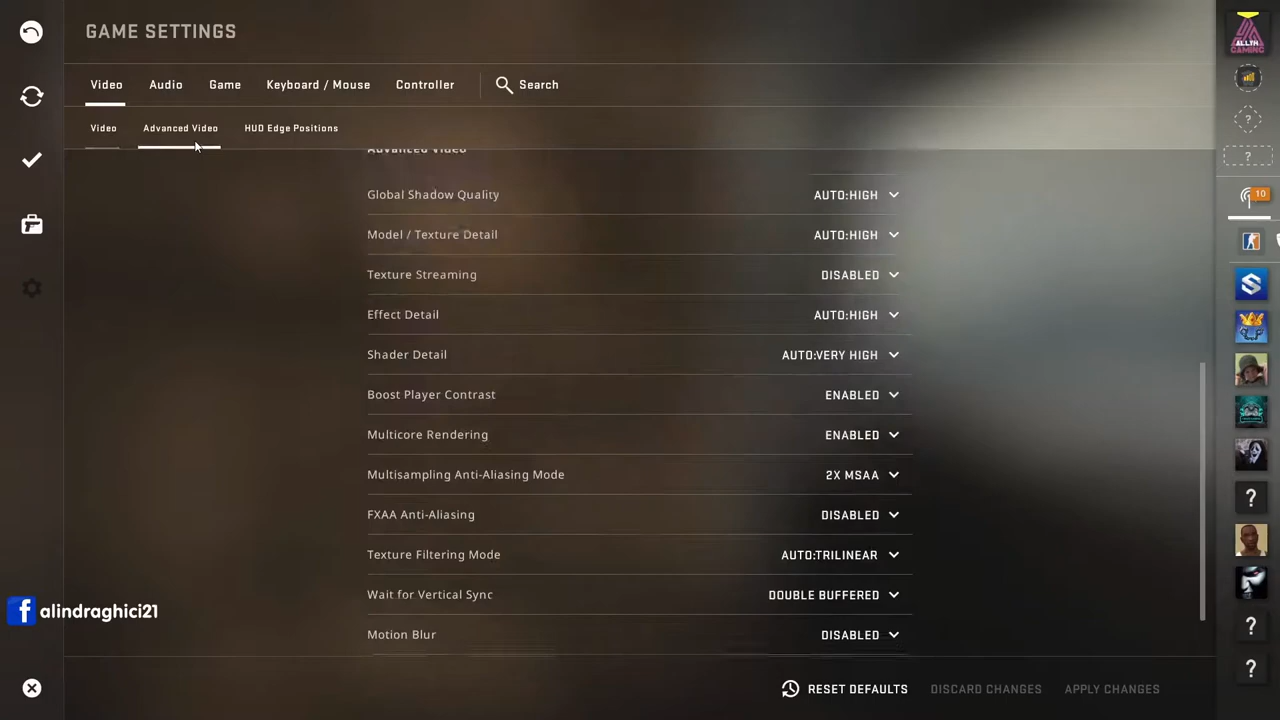 GAME SETTINGS
Video Audio Game Keyboard / Mouse Controller Search
Video Advanced Video HUD Edge Positions
Advanced Video
Global Shadow Quality AUTO:HIGH
Model / Texture Detail AUTO:HIGH
Texture Streaming DISABLED
Effect Detail AUTO:HIGH
Shader Detail AUTO:VERY HIGH
Boost Player Contrast ENABLED
Multicore Rendering ENABLED
Multisampling Anti-Aliasing Mode 2X MSAA
FXAA Anti-Aliasing DISABLED
Texture Filtering Mode AUTO:TRILINEAR
Wait for Vertical Sync DOUBLE BUFFERED
Motion Blur DISABLED
f alindraghici21
RESET DEFAULTS DISCARD CHANGES APPLY CHANGES
GAMING
?
?
10
S
?
?
?